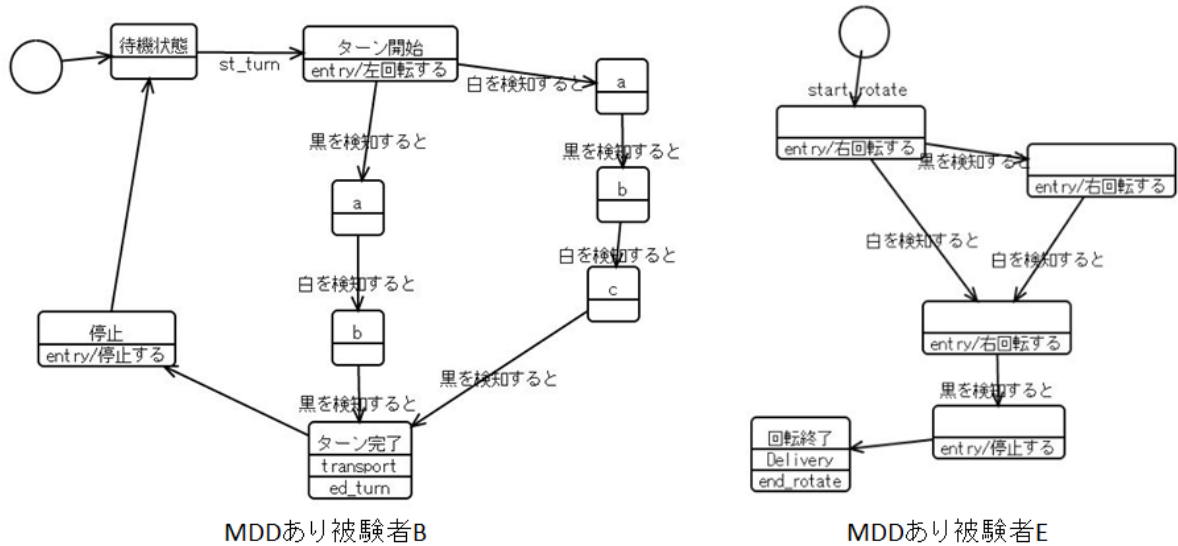 待機状態
st_turn
ターン開始
entry/左回転する
白を検知すると
a
黒を検知すると
黒を検知すると
a
b
白を検知すると
白を検知すると
c
b
停止
entry/停止する
黒を検知すると
黒を検知すると
ターン完了
transport
ed_turn
MDDあり被験者B
start_rotate
entry/右回転する
黒を検知すると
entry/右回転する
白を検知すると
白を検知すると
entry/右回転する
黒を検知すると
entry/停止する
回転終了
Delivery
end_rotate
MDDあり被験者E